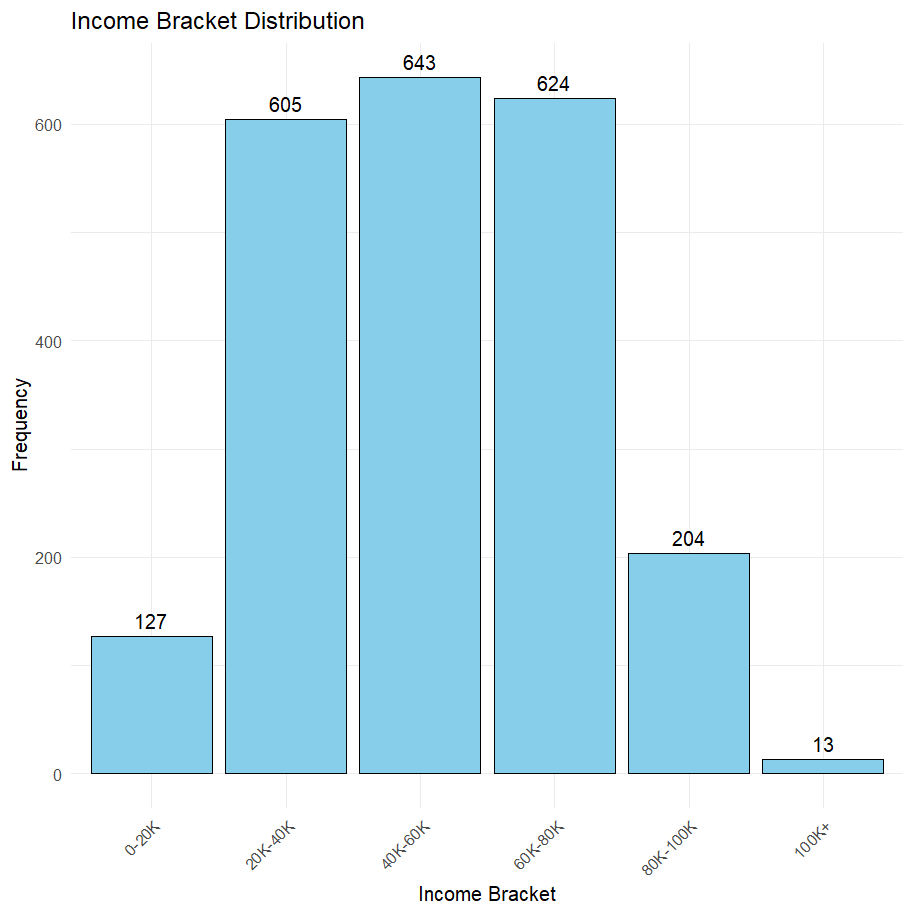 Income Bracket Distribution
643
624
605
600
400
Frequency
204
200
127
13
0
0-20K
20K-40K
40K-60K
60K-80K
80K-100K
100K+
Income Bracket